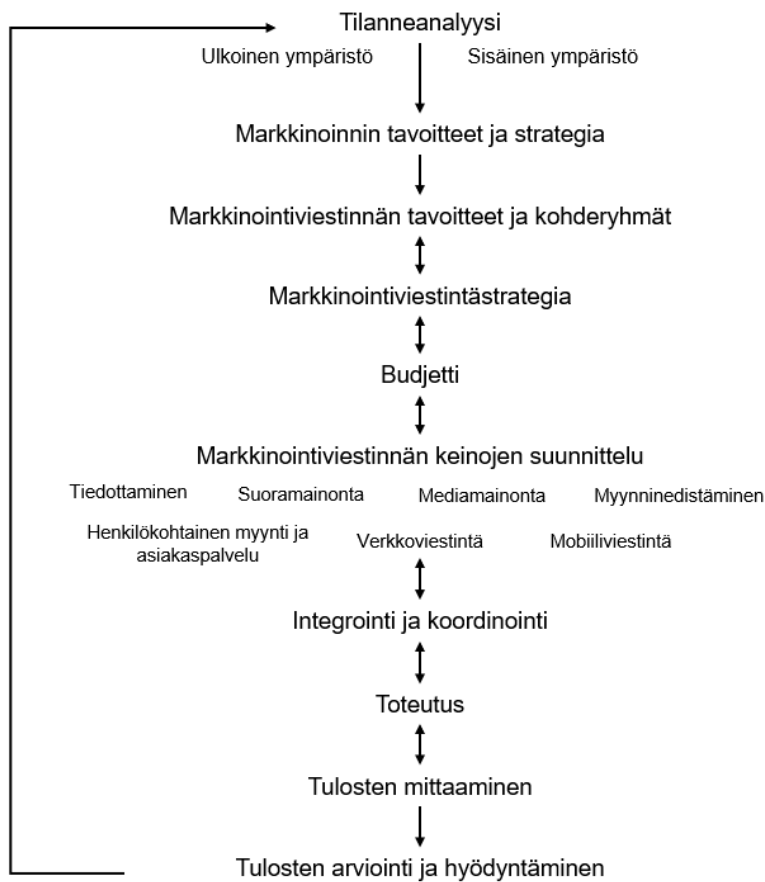 Tilanneanalyysi
Ulkoinen ympäristö
Sisäinen ympäristö
Markkinoinnin tavoitteet ja strategia
Markkinointiviestinnän tavoitteet ja kohderyhmät
Markkinointiviestintästrategia
Budjetti
Markkinointiviestinnän keinojen suunnittelu
Tiedottaminen
Suoramainonta
Mediamainonta
Myynninedistäminen
Henkilökohtainen myynti ja
asiakaspalvelu
Verkkoviestintä
Mobiiliviestintä
Integrointi ja koordinointi
Toteutus
Tulosten mittaaminen
Tulosten arviointi ja hyödyntäminen